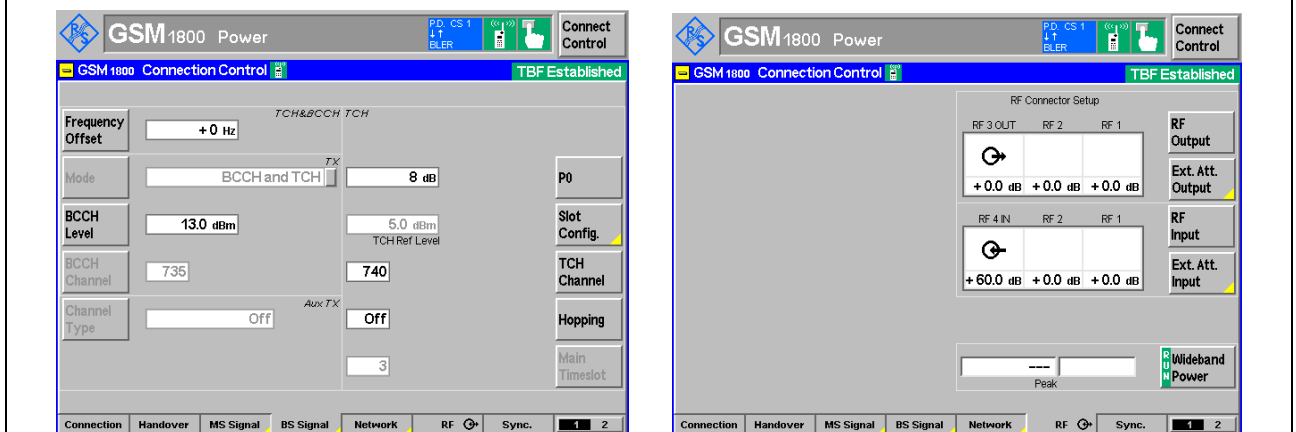 R S
GSM 1800 Power
P.D. CS 1
↓↑
BLER
Connect Control
GSM 1800 Connection Control
TBF Established
TCH&BCCH TCH
Frequency Offset
+ 0 Hz
TX
Mode
BCCH and TCH
8 dB
P0
BCCH Level
13.0 dBm
5.0 dBm
TCH Ref Level
Slot Config.
BCCH Channel
735
740
TCH Channel
Aux TX
Channel Type
Off
Off
Hopping
3
Main Timeslot
Connection Handover MS Signal BS Signal Network RF Sync. 1 2
R S
GSM 1800 Power
P.D. CS 1
↓↑
BLER
Connect Control
GSM 1800 Connection Control
TBF Established
RF Connector Setup
RF 3 OUT RF 2 RF 1
+ 0.0 dB + 0.0 dB + 0.0 dB
RF Output
Ext. Att. Output
RF 4 IN RF 2 RF 1
+ 60.0 dB + 0.0 dB + 0.0 dB
RF Input
Ext. Att. Input
---
Peak
RUN
Wideband Power
Connection Handover MS Signal BS Signal Network RF Sync. 1 2